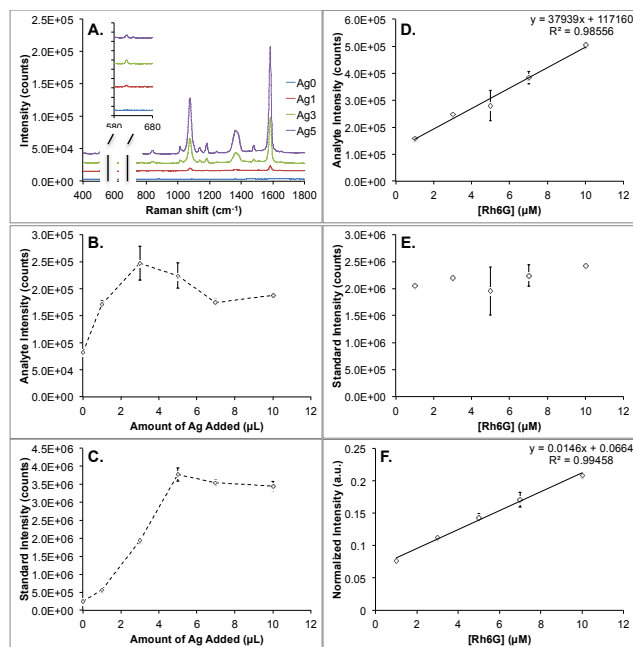 A.
2.5E+05
2.0E+05
1.5E+05
1.0E+05
5.0E+04
0.0E+00
Intensity (counts)
580 680
Ag0
Ag1
Ag3
Ag5
400 600 800 1000 1200 1400 1600 1800
Raman shift (cm⁻¹)
B.
3.0E+05
2.5E+05
2.0E+05
1.5E+05
1.0E+05
5.0E+04
0.0E+00
Analyte Intensity (counts)
0 2 4 6 8 10 12
Amount of Ag Added (µL)
C.
4.5E+06
4.0E+06
3.5E+06
3.0E+06
2.5E+06
2.0E+06
1.5E+06
1.0E+06
5.0E+05
0.0E+00
Standard Intensity (counts)
0 2 4 6 8 10 12
Amount of Ag Added (µL)
D.
y = 37939x + 117160
R² = 0.98556
6.0E+05
5.0E+05
4.0E+05
3.0E+05
2.0E+05
1.0E+05
0.0E+00
Analyte Intensity (counts)
0 2 4 6 8 10 12
[Rh6G] (µM)
E.
3.0E+06
2.5E+06
2.0E+06
1.5E+06
1.0E+06
5.0E+05
0.0E+00
Standard Intensity (counts)
0 2 4 6 8 10 12
[Rh6G] (µM)
F.
y = 0.0146x + 0.0664
R² = 0.99458
0.25
0.2
0.15
0.1
0.05
0
Normalized Intensity (a.u.)
0 2 4 6 8 10 12
[Rh6G] (µM)